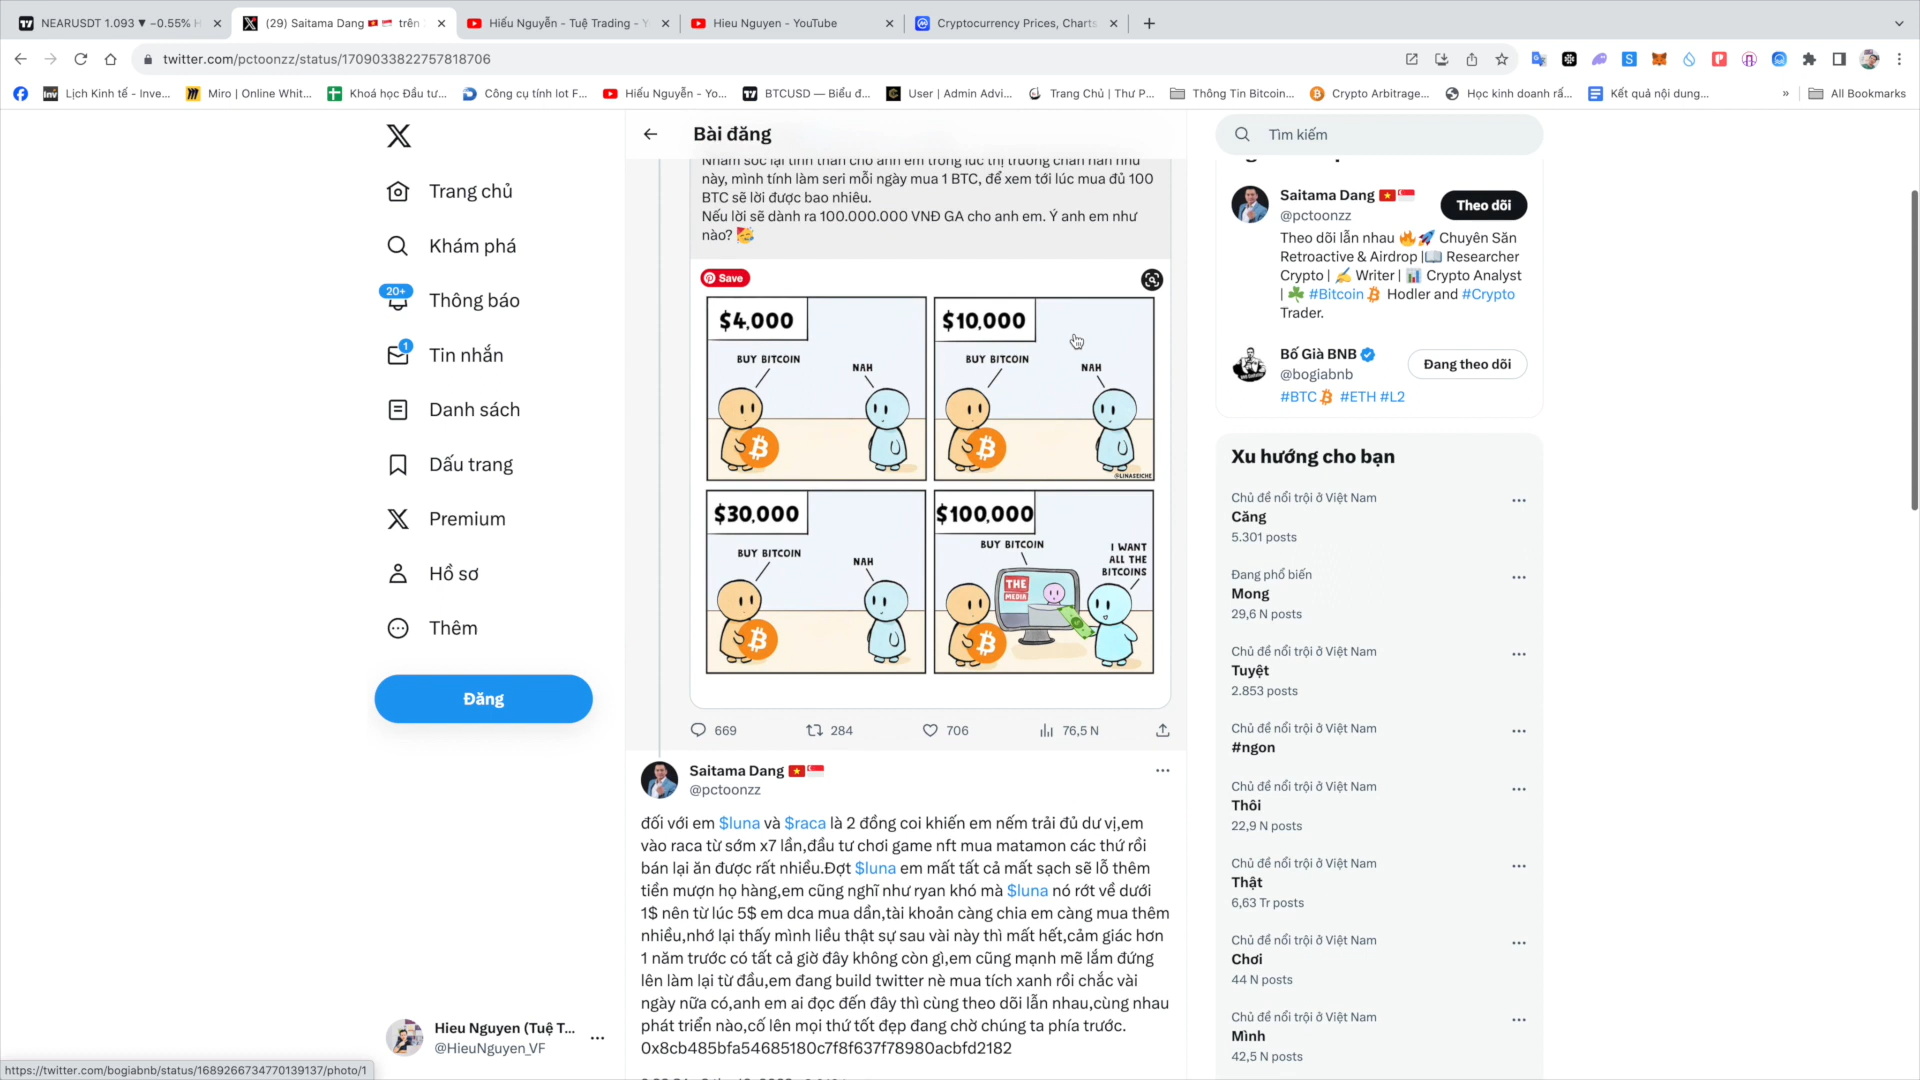 NEARUSDT 1.093 ▼ −0.55%
(29) Saitama Dang 🇻🇳 🇸🇬 trên
Hiếu Nguyễn - Tuệ Trading - Y
Hieu Nguyen - YouTube
Cryptocurrency Prices, Charts
twitter.com/pctoonzz/status/1709033822757818706
Lịch Kinh tế - Inve...
Miro | Online Whit...
Khoá học Đầu tư...
Công cụ tính lot F...
Hiếu Nguyễn - Yo...
BTCUSD — Biểu đ...
User | Admin Advi...
Trang Chủ | Thư P...
Thông Tin Bitcoin...
Crypto Arbitrage...
Học kinh doanh rấ...
Kết quả nội dung...
»
All Bookmarks
Trang chủ
Khám phá
20+
Thông báo
1
Tin nhắn
Danh sách
Dấu trang
Premium
Hồ sơ
Thêm
Đăng
Hieu Nguyen (Tuệ T...
@HieuNguyen_VF
https://twitter.com/bogiabnb/status/1689266734770139137/photo/1
Bài đăng
Nhằm sốc lại tinh thần cho anh em trong lúc thị trường chán nản như
này, mình tính làm seri mỗi ngày mua 1 BTC, để xem tới lúc mua đủ 100
BTC sẽ lời được bao nhiêu.
Nếu lời sẽ dành ra 100.000.000 VNĐ GA cho anh em. Ý anh em như
nào? 🥳
Save
$4,000
BUY BITCOIN
NAH
$10,000
BUY BITCOIN
NAH
@LINASEICHE
$30,000
BUY BITCOIN
NAH
$100,000
BUY BITCOIN
I WANT
ALL THE
BITCOINS
THE
MEDIA
669
284
706
76,5 N
Saitama Dang 🇻🇳🇸🇬
@pctoonzz
đối với em $luna và $raca là 2 đồng coi khiến em nếm trải đủ dư vị,em
vào raca từ sớm x7 lần,đầu tư chơi game nft mua matamon các thứ rồi
bán lại ăn được rất nhiều.Đợt $luna em mất tất cả mất sạch sẽ lỗ thêm
tiền mượn họ hàng,em cũng nghĩ như ryan khó mà $luna nó rớt về dưới
1$ nên từ lúc 5$ em dca mua dần,tài khoản càng chia em càng mua thêm
nhiều,nhớ lại thấy mình liều thật sự sau vài này thì mất hết,cảm giác hơn
1 năm trước có tất cả giờ đây không còn gì,em cũng mạnh mẽ lắm đứng
lên làm lại từ đầu,em đang build twitter nè mua tích xanh rồi chắc vài
ngày nữa có,anh em ai đọc đến đây thì cùng theo dõi lẫn nhau,cùng nhau
phát triển nào,cố lên mọi thứ tốt đẹp đang chờ chúng ta phía trước.
0x8cb485bfa54685180c7f8f637f78980acbfd2182
Tìm kiếm
Saitama Dang 🇻🇳🇸🇬
@pctoonzz
Theo dõi
Theo dõi lẫn nhau 🔥🚀 Chuyên Săn
Retroactive & Airdrop |📖 Researcher
Crypto | ✍️ Writer | 📊 Crypto Analyst
| ☘️ #Bitcoin Hodler and #Crypto
Trader.
Bố Già BNB
@bogiabnb
Đang theo dõi
#BTC #ETH #L2
Xu hướng cho bạn
Chủ đề nổi trội ở Việt Nam
Căng
5.301 posts
Đang phổ biến
Mong
29,6 N posts
Chủ đề nổi trội ở Việt Nam
Tuyệt
2.853 posts
Chủ đề nổi trội ở Việt Nam
#ngon
Chủ đề nổi trội ở Việt Nam
Thôi
22,9 N posts
Chủ đề nổi trội ở Việt Nam
Thật
6,63 Tr posts
Chủ đề nổi trội ở Việt Nam
Chơi
44 N posts
Chủ đề nổi trội ở Việt Nam
Mình
42,5 N posts